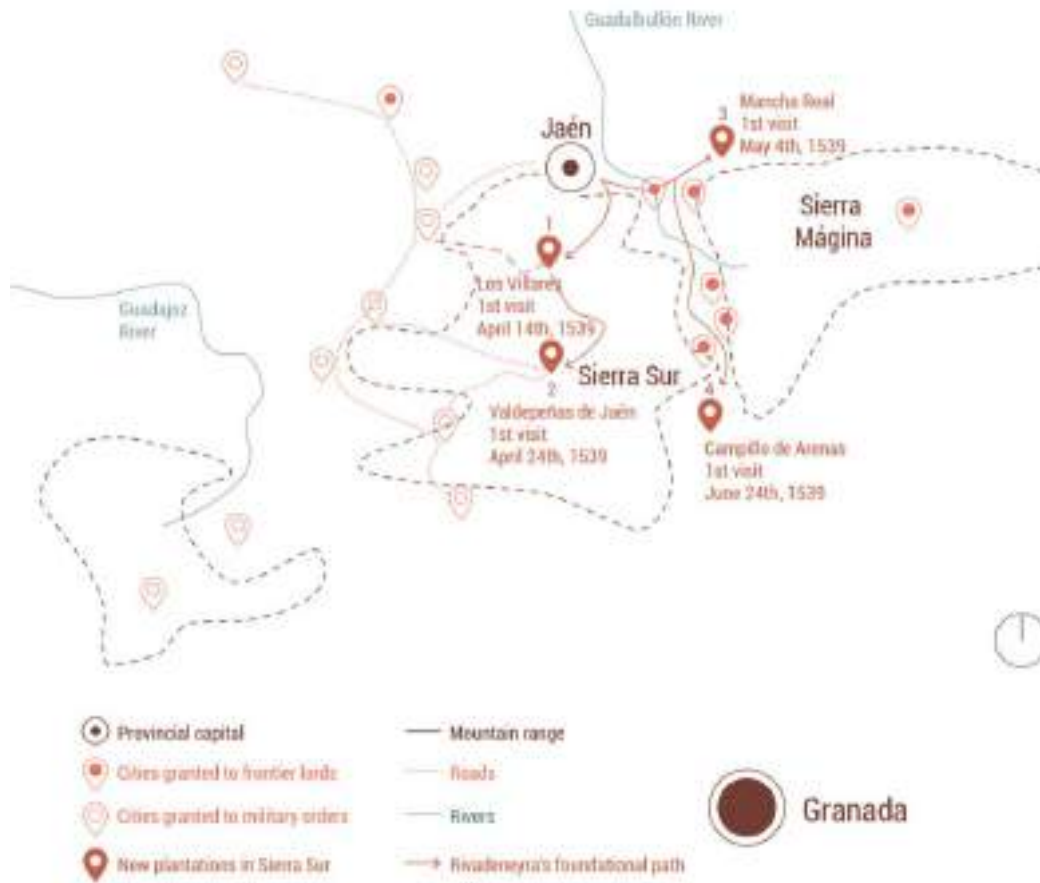 Guadalbullón River
3
Mancha Real
1st visit
May 4th, 1539
Jaén
Sierra
Mágina
1
Los Villares
1st visit
April 14th, 1539
Guadajoz
River
Sierra Sur
2
Valdepeñas de Jaén
1st visit
April 24th, 1539
4
Campillo de Arenas
1st visit
June 24th, 1539
Provincial capital
Cities granted to frontier lords
Cities granted to military orders
New plantations in Sierra Sur
Mountain range
Roads
Rivers
Rivadeneyra's foundational path
Granada